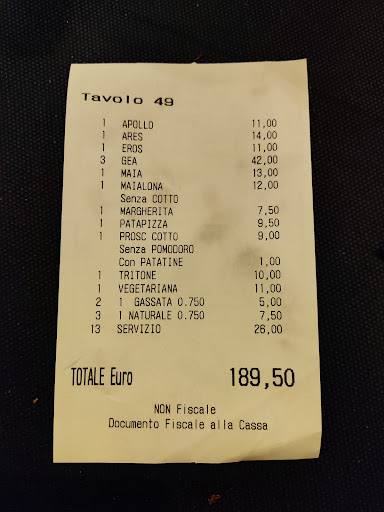 Tavolo 49
1 APOLLO 11,00
1 ARES 14,00
1 EROS 11,00
3 GEA 42,00
1 MAIA 13,00
1 MAIALONA 12,00
Senza COTTO
1 MARGHERITA 7,50
1 PATAPIZZA 9,50
1 PROSC COTTO 9,00
Senza POMODORO
Con PATATINE 1,00
1 TRITONE 10,00
1 VEGETARIANA 11,00
2 1 GASSATA 0.750 5,00
3 1 NATURALE 0.750 7,50
13 SERVIZIO 26,00
TOTALE Euro 189,50
NON Fiscale
Documento Fiscale alla Cassa